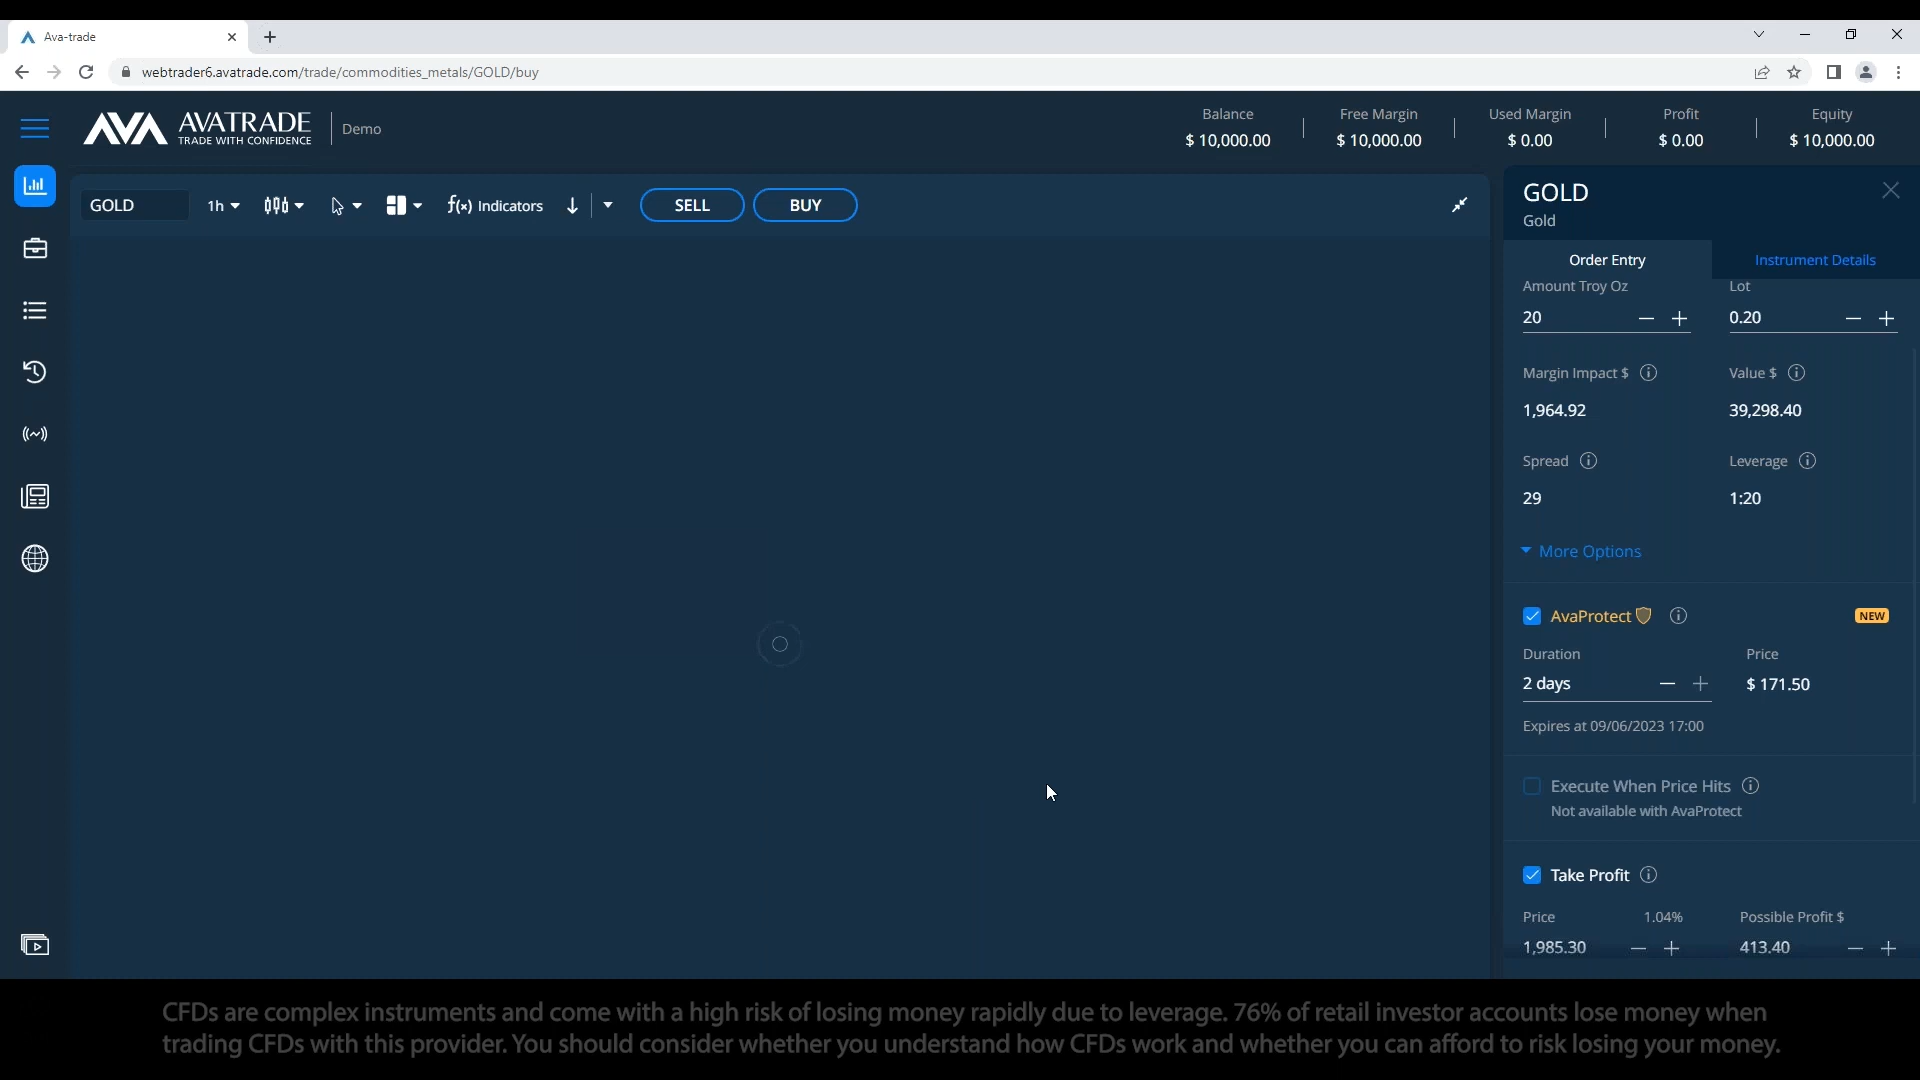 Ava-trade
webtrader6.avatrade.com/trade/commodities_metals/GOLD/buy
AVA AVATRADE
TRADE WITH CONFIDENCE
Demo
Balance Free Margin Used Margin Profit Equity
$ 10,000.00 $ 10,000.00 $ 0.00 $ 0.00 $ 10,000.00
GOLD 1h f(x) Indicators SELL BUY
GOLD
Gold
Order Entry Instrument Details
Amount Troy Oz Lot
20 0.20
Margin Impact $ Value $
1,964.92 39,298.40
Spread Leverage
29 1:20
More Options
AvaProtect NEW
Duration Price
2 days $ 171.50
Expires at 09/06/2023 17:00
Execute When Price Hits
Not available with AvaProtect
Take Profit
Price 1.04% Possible Profit $
1,985.30 413.40
CFDs are complex instruments and come with a high risk of losing money rapidly due to leverage. 76% of retail investor accounts lose money when
trading CFDs with this provider. You should consider whether you understand how CFDs work and whether you can afford to risk losing your money.